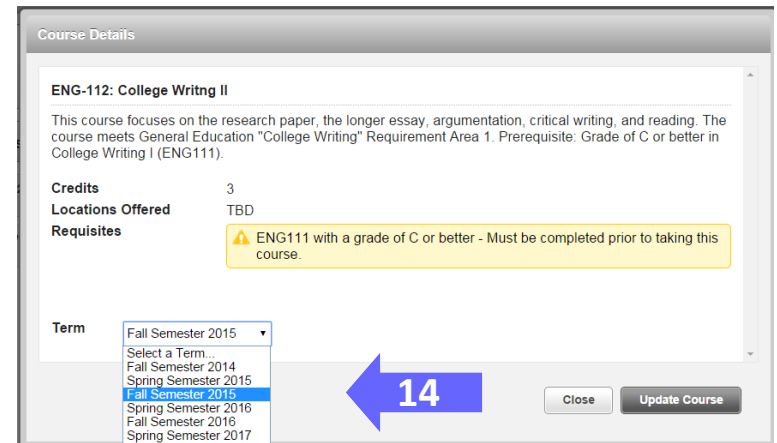 Course Details
ENG-112: College Writng II
This course focuses on the research paper, the longer essay, argumentation, critical writing, and reading. The
course meets General Education "College Writing" Requirement Area 1. Prerequisite: Grade of C or better in
College Writing I (ENG111).
Credits 3
Locations Offered TBD
Requisites ENG111 with a grade of C or better - Must be completed prior to taking this
course.
Term Fall Semester 2015
Select a Term...
Fall Semester 2014
Spring Semester 2015
Fall Semester 2015
Spring Semester 2016
Fall Semester 2016
Spring Semester 2017
14
Close Update Course